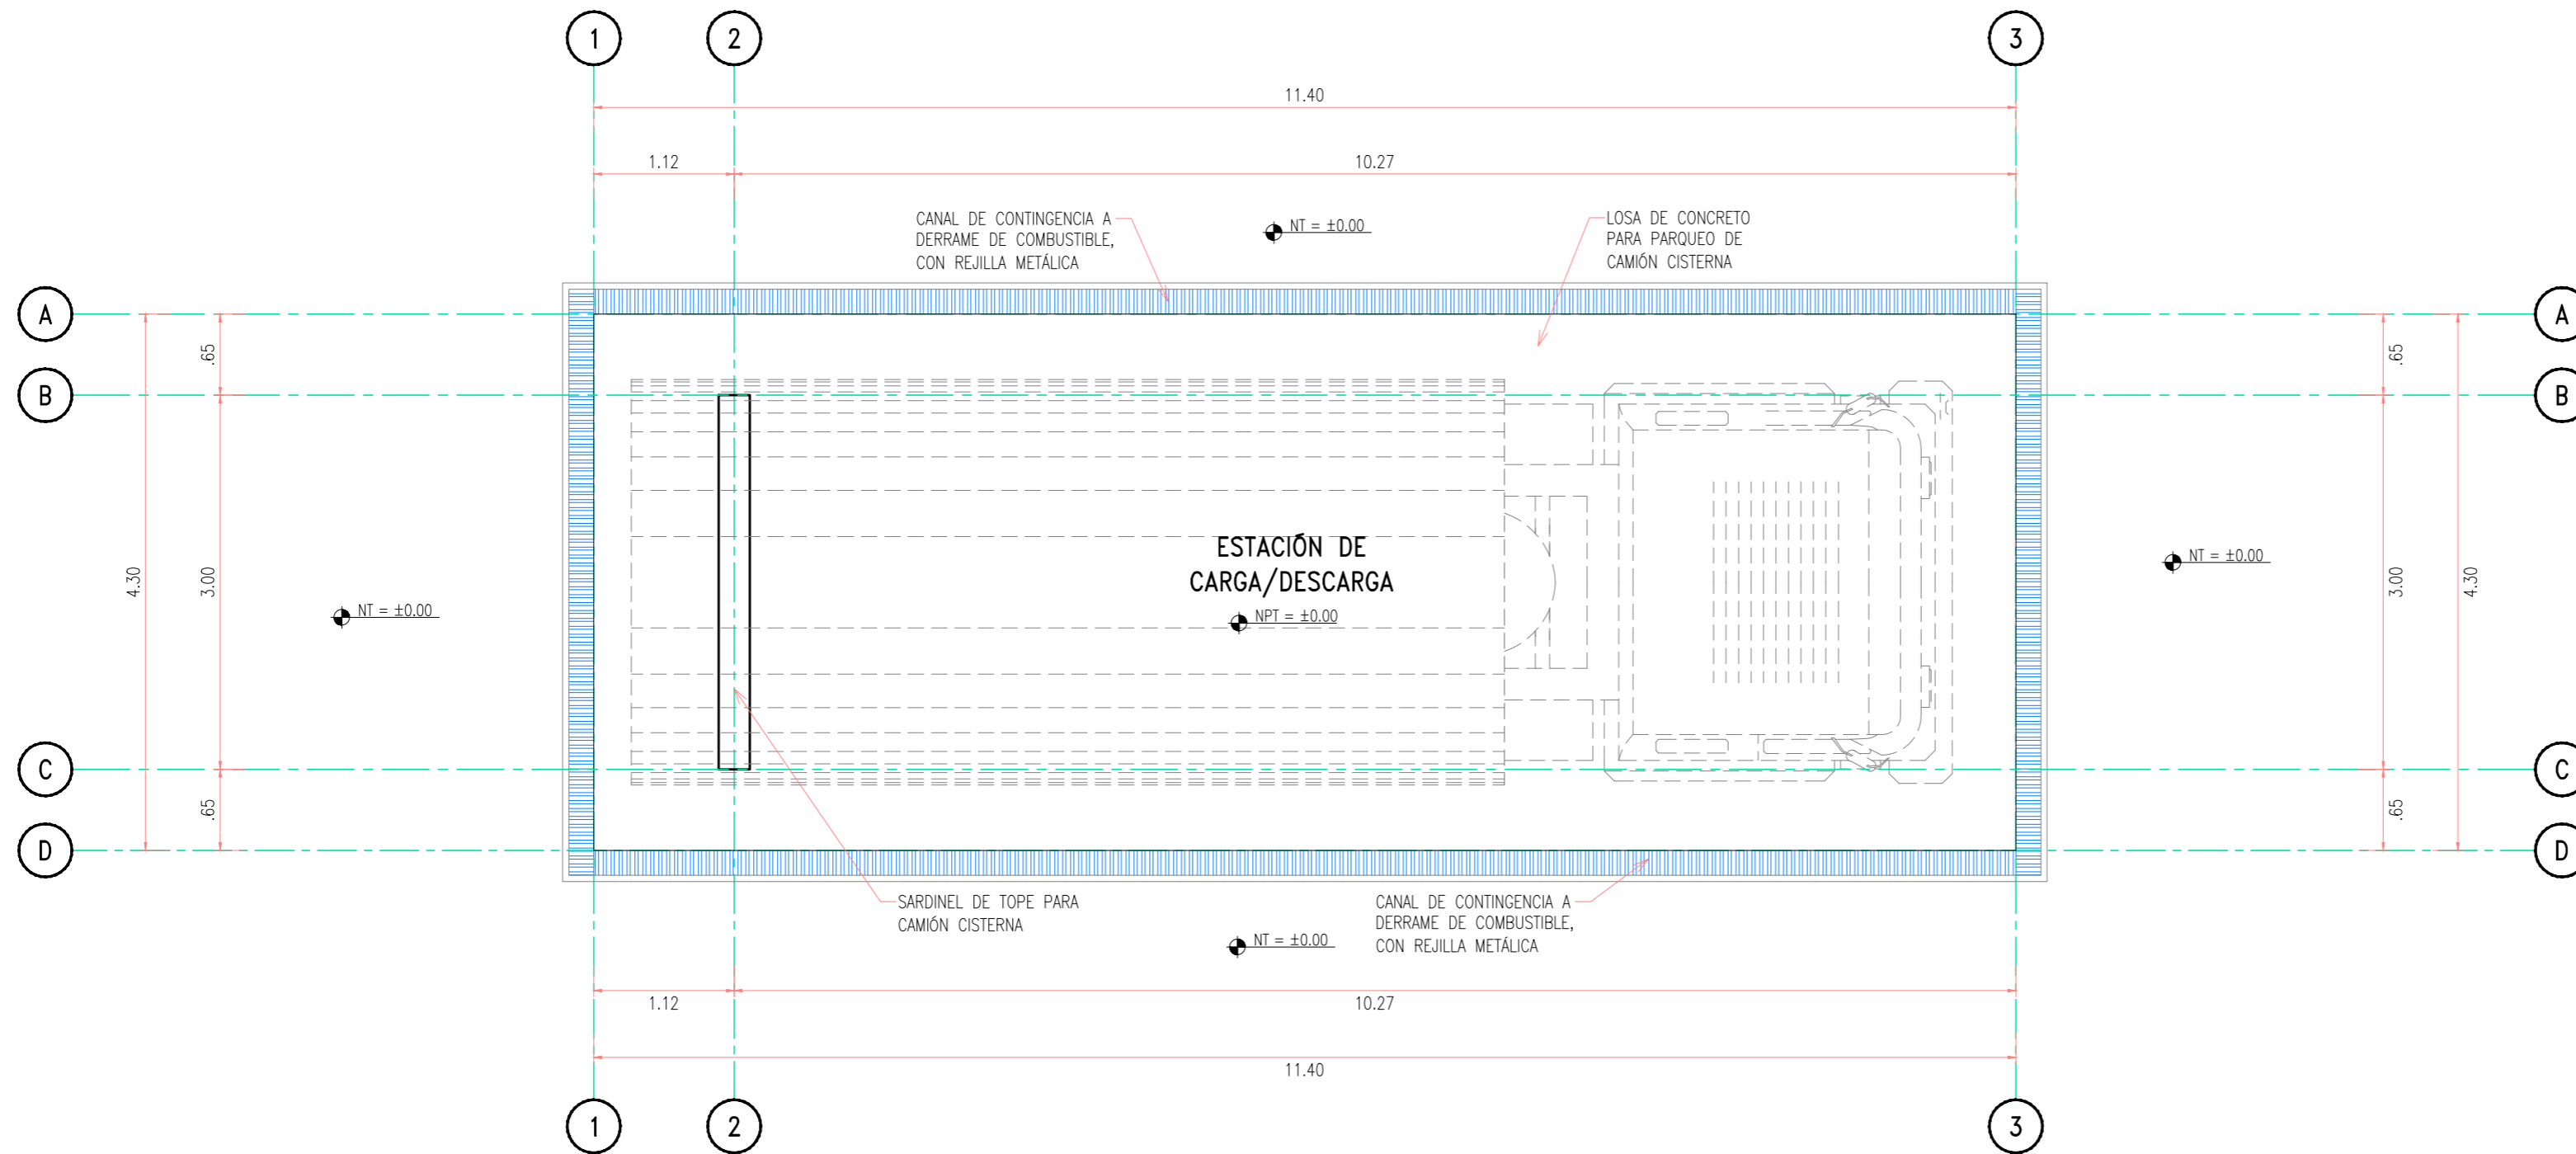 1
2
3
11.40
1.12
10.27
CANAL DE CONTINGENCIA A
DERRAME DE COMBUSTIBLE,
CON REJILLA METÁLICA
NT = ±0.00
LOSA DE CONCRETO
PARA PARQUEO DE
CAMIÓN CISTERNA
A
A
.65
.65
B
B
ESTACIÓN DE
CARGA/DESCARGA
NPT = ±0.00
4.30
3.00
NT = ±0.00
NT = ±0.00
3.00
4.30
C
C
.65
.65
D
D
SARDINEL DE TOPE PARA
CAMIÓN CISTERNA
NT = ±0.00
CANAL DE CONTINGENCIA A
DERRAME DE COMBUSTIBLE,
CON REJILLA METÁLICA
1.12
10.27
11.40
1
2
3